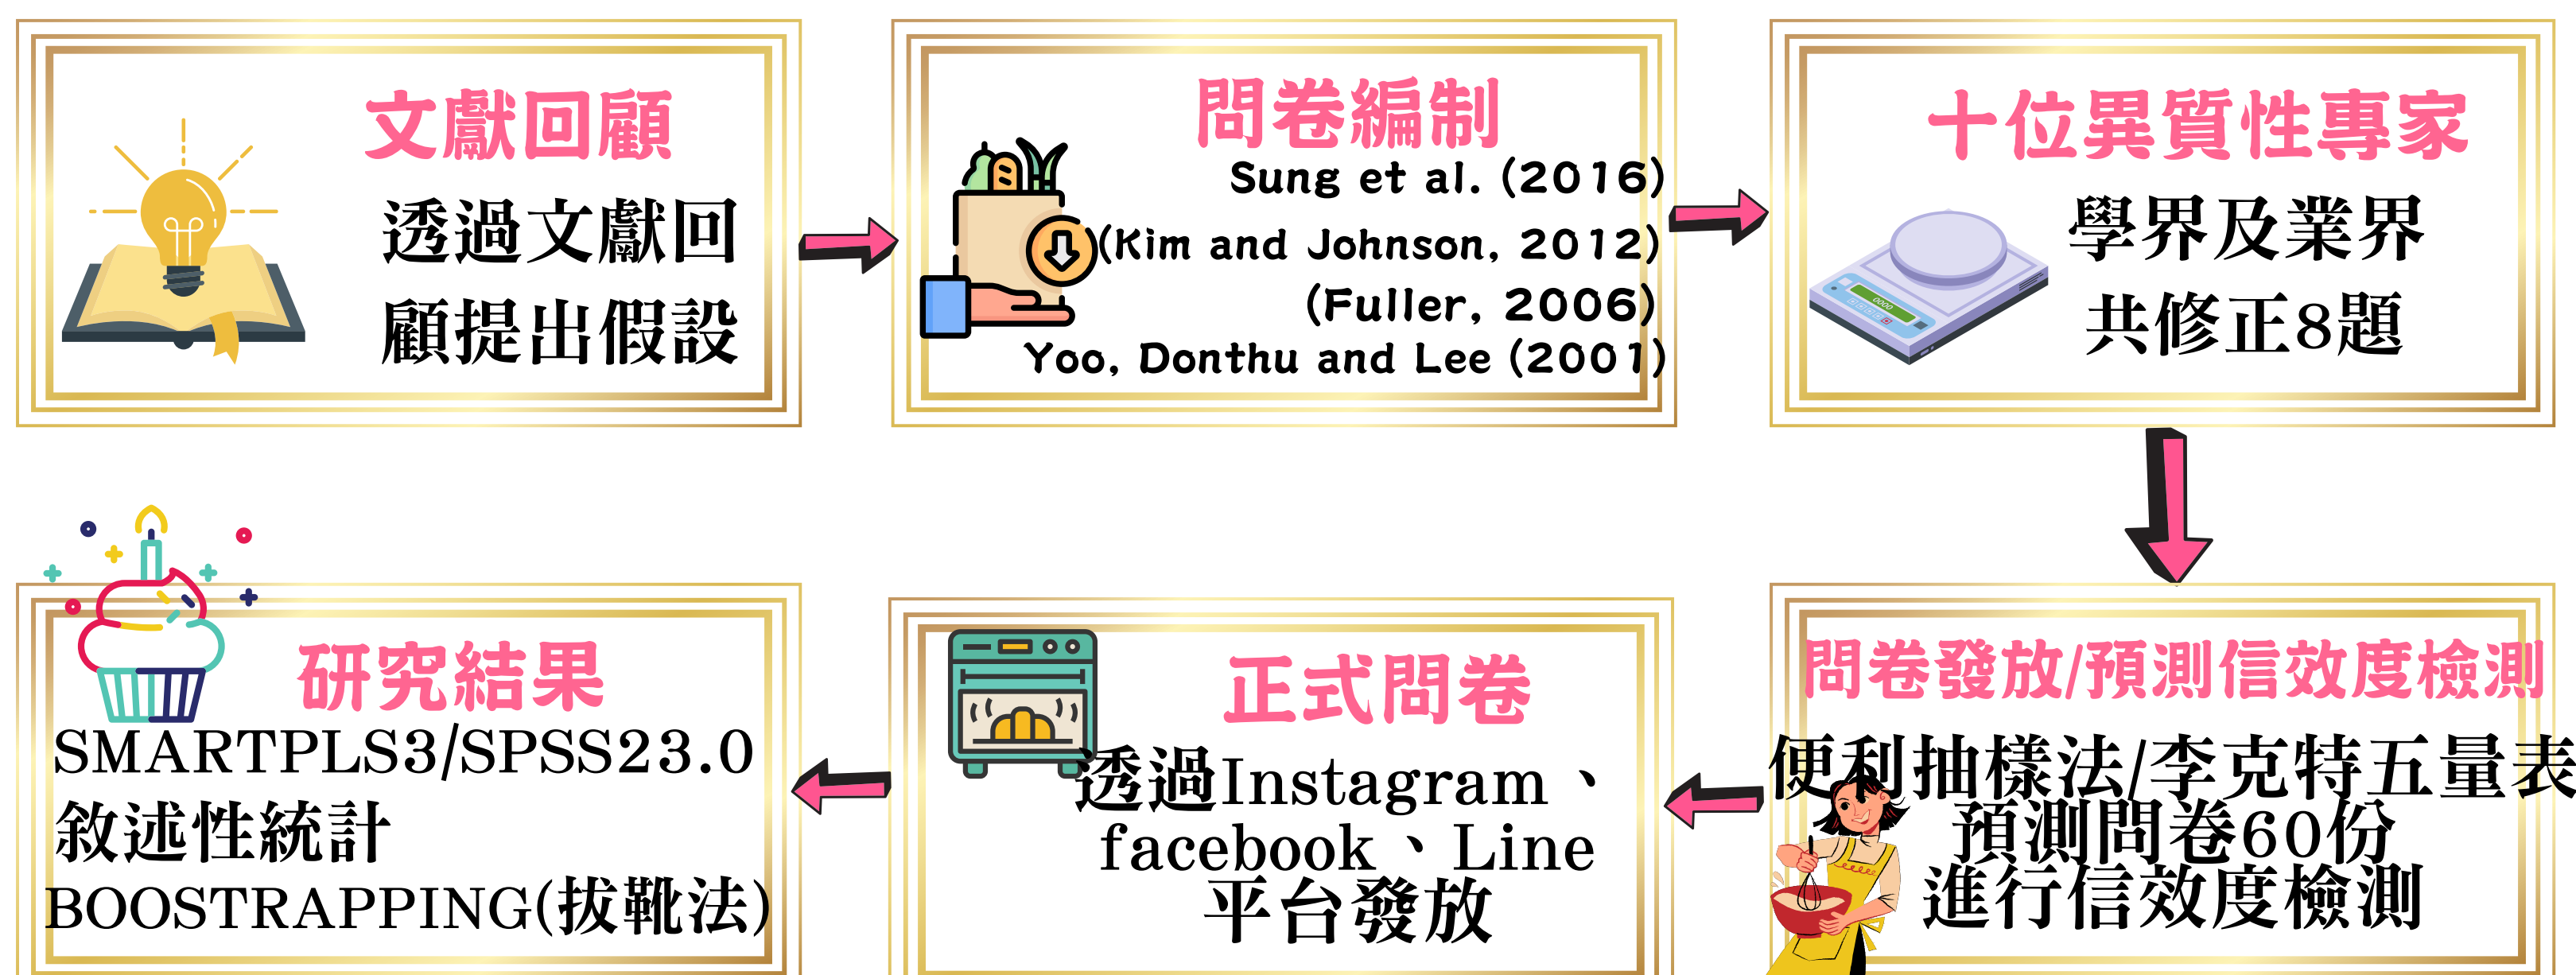 文獻回顧
透過文獻回
顧提出假設
問卷編制
Sung et al. (2016)
(Kim and Johnson, 2012)
(Fuller, 2006)
Yoo, Donthu and Lee (2001)
十位異質性專家
學界及業界
共修正8題
0000
問卷發放/預測信效度檢測
便利抽樣法/李克特五量表
預測問卷60份
進行信效度檢測
正式問卷
透過Instagram、
facebook、Line
平台發放
研究結果
SMARTPLS3/SPSS23.0
敘述性統計
BOOSTRAPPING(拔靴法)